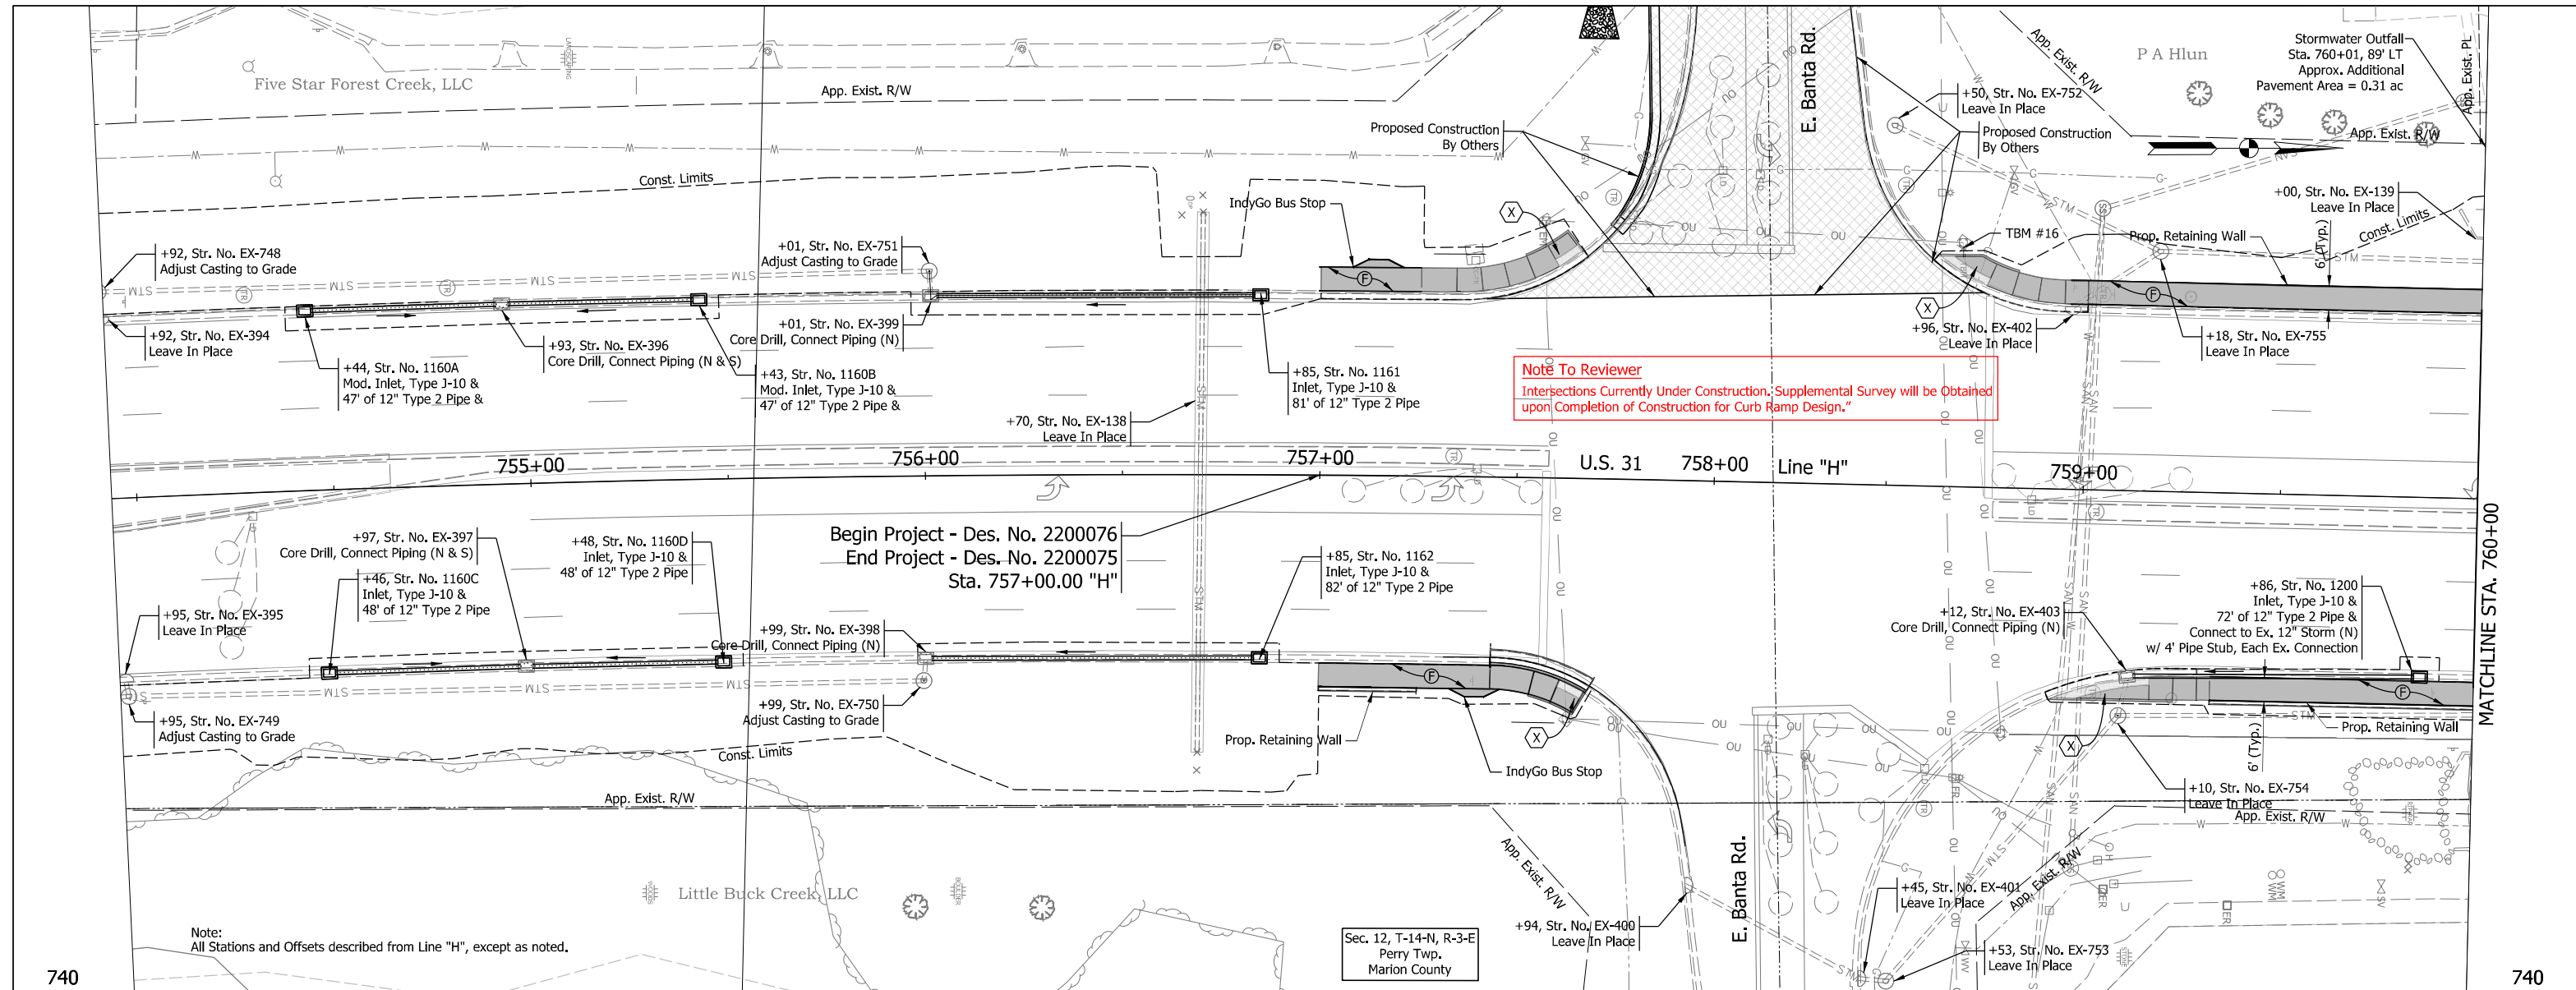 Five Star Forest Creek, LLC
LANDSCAPING
App. Exist. R/W
Const. Limits
Proposed Construction
By Others
E. Banta Rd.
App. Exist. R/W
P A Hlun
Stormwater Outfall
Sta. 760+01, 89' LT
Approx. Additional
Pavement Area = 0.31 ac
App. Exist. PL
App. Exist. R/W
+50, Str. No. EX-752
Leave In Place
Proposed Construction
By Others
+00, Str. No. EX-139
Leave In Place
Const. Limits
IndyGo Bus Stop
X
TBM #16
Prop. Retaining Wall
6' (Typ.)
+92, Str. No. EX-748
Adjust Casting to Grade
+01, Str. No. EX-751
Adjust Casting to Grade
F
F
X
+92, Str. No. EX-394
Leave In Place
+44, Str. No. 1160A
Mod. Inlet, Type J-10 &
47' of 12" Type 2 Pipe &
+93, Str. No. EX-396
Core Drill, Connect Piping (N & S)
+43, Str. No. 1160B
Mod. Inlet, Type J-10 &
47' of 12" Type 2 Pipe &
+01, Str. No. EX-399
Core Drill, Connect Piping (N)
+85, Str. No. 1161
Inlet, Type J-10 &
81' of 12" Type 2 Pipe
+96, Str. No. EX-402
Leave In Place
+18, Str. No. EX-755
Leave In Place
Note To Reviewer
Intersections Currently Under Construction. Supplemental Survey will be Obtained
upon Completion of Construction for Curb Ramp Design."
+70, Str. No. EX-138
Leave In Place
755+00
756+00
757+00
U.S. 31
758+00
Line "H"
759+00
MATCHLINE STA. 760+00
Begin Project - Des. No. 2200076
End Project - Des. No. 2200075
Sta. 757+00.00 "H"
+97, Str. No. EX-397
Core Drill, Connect Piping (N & S)
+46, Str. No. 1160C
Inlet, Type J-10 &
48' of 12" Type 2 Pipe
+48, Str. No. 1160D
Inlet, Type J-10 &
48' of 12" Type 2 Pipe
+85, Str. No. 1162
Inlet, Type J-10 &
82' of 12" Type 2 Pipe
+95, Str. No. EX-395
Leave In Place
+99, Str. No. EX-398
Core Drill, Connect Piping (N)
+12, Str. No. EX-403
Core Drill, Connect Piping (N)
+86, Str. No. 1200
Inlet, Type J-10 &
72' of 12" Type 2 Pipe &
Connect to Ex. 12" Storm (N)
w/ 4' Pipe Stub, Each Ex. Connection
+95, Str. No. EX-749
Adjust Casting to Grade
+99, Str. No. EX-750
Adjust Casting to Grade
Const. Limits
F
F
Prop. Retaining Wall
X
IndyGo Bus Stop
X
6' (Typ.)
Prop. Retaining Wall
+10, Str. No. EX-754
Leave In Place
App. Exist. R/W
App. Exist. R/W
App. Exist. R/W
App. Exist. R/W
E. Banta Rd.
WOODS
Little Buck Creek, LLC
BOULDER
+45, Str. No. EX-401
Leave In Place
+94, Str. No. EX-400
Leave In Place
+53, Str. No. EX-753
Leave In Place
Note:
All Stations and Offsets described from Line "H", except as noted.
Sec. 12, T-14-N, R-3-E
Perry Twp.
Marion County
740
740